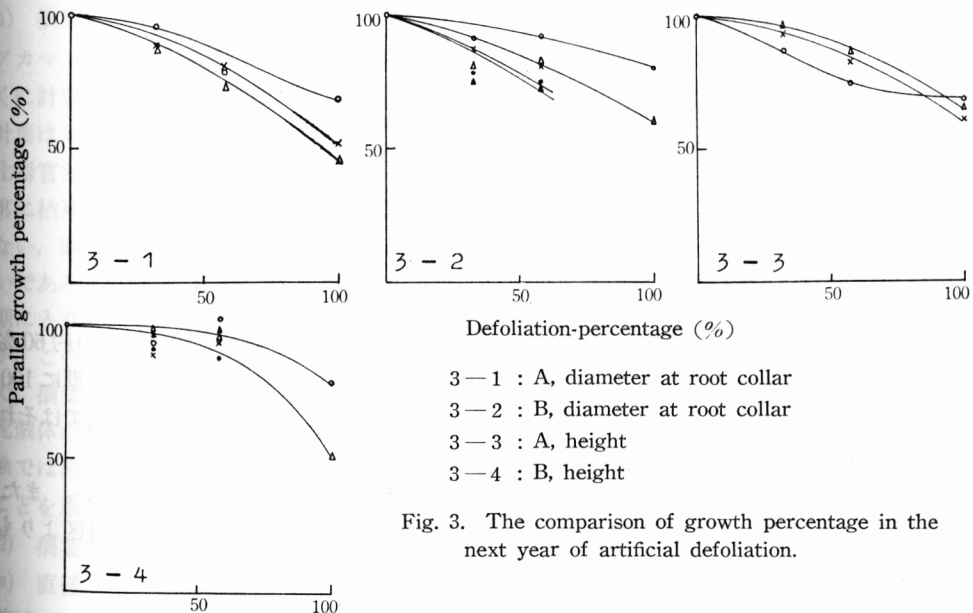 100
50
3 - 1
50
100
100
50
3 - 2
50
100
100
50
3 - 3
50
100
Parallel growth percentage (%)
100
50
3 - 4
50
100
Defoliation-percentage (%)
3—1 : A, diameter at root collar
3—2 : B, diameter at root collar
3—3 : A, height
3—4 : B, height
Fig. 3. The comparison of growth percentage in the
next year of artificial defoliation.